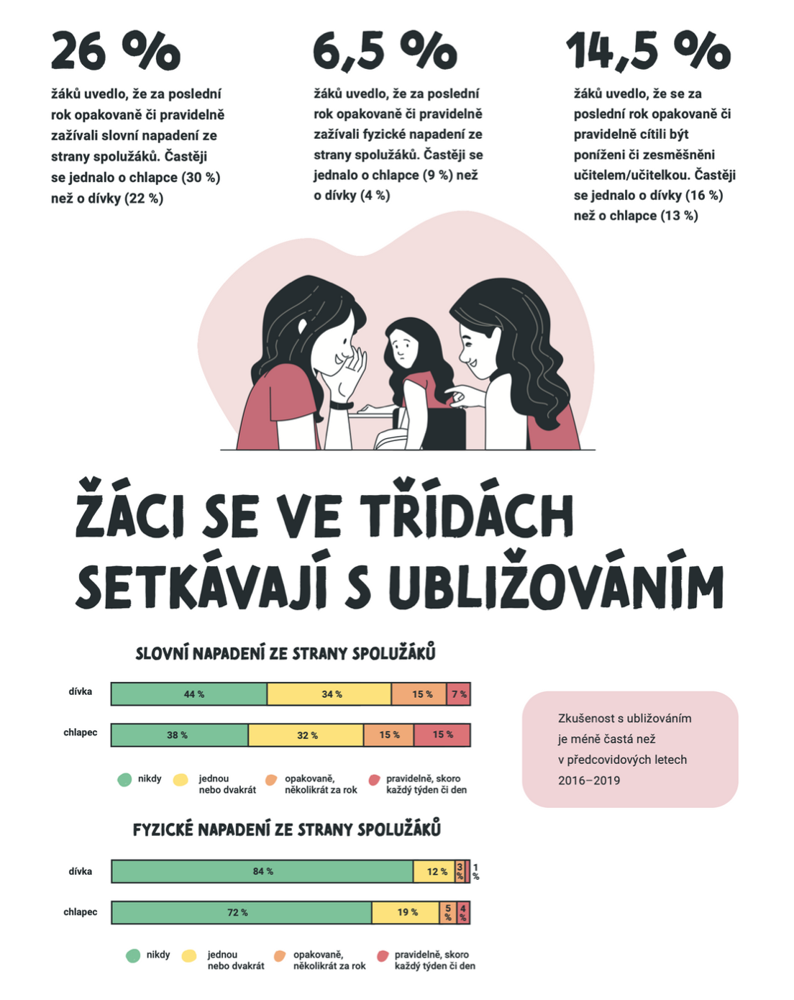 26 %
žáků uvedlo, že za poslední
rok opakovaně či pravidelně
zažívali slovní napadení ze
strany spolužáků. Častěji
se jednalo o chlapce (30 %)
než o dívky (22 %)
6,5 %
žáků uvedlo, že za poslední
rok opakovaně či pravidelně
zažívali fyzické napadení ze
strany spolužáků. Častěji se
jednalo o chlapce (9 %) než
o dívky (4 %)
14,5 %
žáků uvedlo, že se za
poslední rok opakovaně či
pravidelně cítili být
poníženi či zesměšněni
učitelem/učitelkou. Častěji
se jednalo o dívky (16 %)
než o chlapce (13 %)
ŽÁCI SE VE TŘÍDÁCH
SETKÁVAJÍ S UBLIŽOVÁNÍM
SLOVNÍ NAPADENÍ ZE STRANY SPOLUŽÁKŮ
dívka 44 % 34 % 15 % 7 %
chlapec 38 % 32 % 15 % 15 %
nikdy
jednou
nebo dvakrát
opakovaně,
několikrát za rok
pravidelně, skoro
každý týden či den
Zkušenost s ubližováním
je méně častá než
v předcovidových letech
2016–2019
FYZICKÉ NAPADENÍ ZE STRANY SPOLUŽÁKŮ
dívka 84 % 12 % 3 % 1 %
chlapec 72 % 19 % 5 % 4 %
nikdy
jednou
nebo dvakrát
opakovaně,
několikrát za rok
pravidelně, skoro
každý týden či den